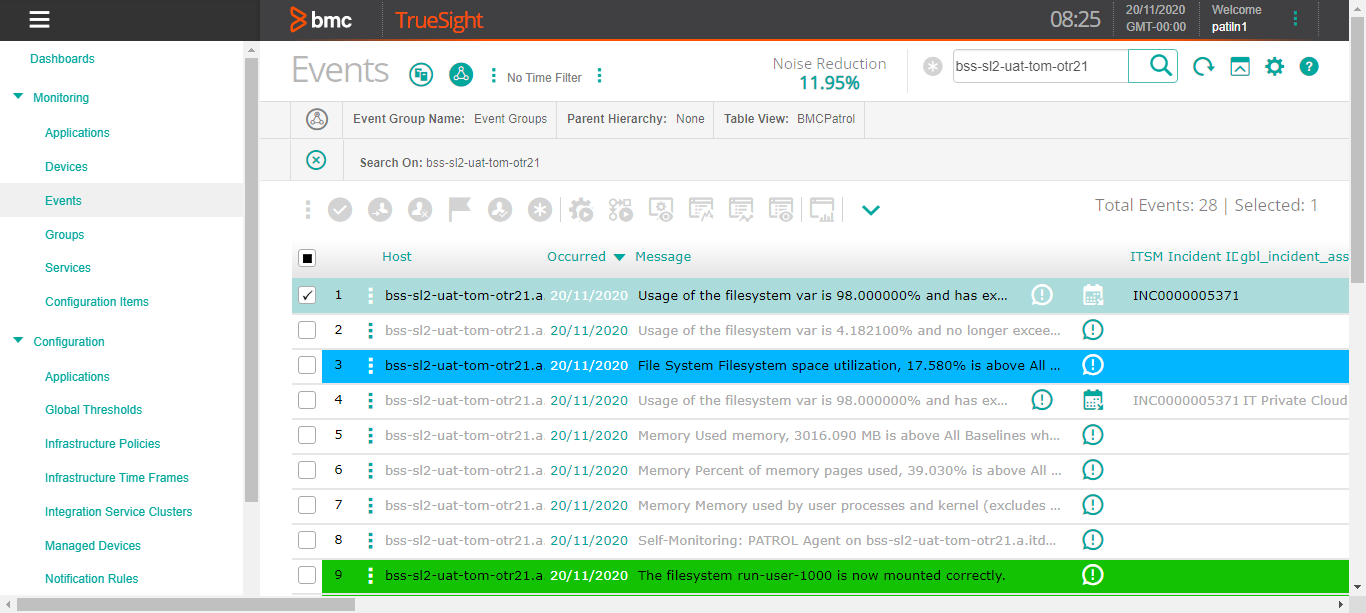 bmc TrueSight 08:25 20/11/2020 GMT-00:00 Welcome patiln1
Dashboards
Monitoring
Applications
Devices
Events
Groups
Services
Configuration Items
Configuration
Applications
Global Thresholds
Infrastructure Policies
Infrastructure Time Frames
Integration Service Clusters
Managed Devices
Notification Rules
Events No Time Filter Noise Reduction 11.95% bss-sl2-uat-tom-otr21
Event Group Name: Event Groups Parent Hierarchy: None Table View: BMCPatrol
Search On: bss-sl2-uat-tom-otr21
Total Events: 28 | Selected: 1
Host Occurred Message ITSM Incident ID gbl_incident_ass
1 bss-sl2-uat-tom-otr21.a. 20/11/2020 Usage of the filesystem var is 98.000000% and has ex... INC0000005371
2 bss-sl2-uat-tom-otr21.a. 20/11/2020 Usage of the filesystem var is 4.182100% and no longer excee...
3 bss-sl2-uat-tom-otr21.a. 20/11/2020 File System Filesystem space utilization, 17.580% is above All ...
4 bss-sl2-uat-tom-otr21.a. 20/11/2020 Usage of the filesystem var is 98.000000% and has ex... INC0000005371 IT Private Cloud
5 bss-sl2-uat-tom-otr21.a. 20/11/2020 Memory Used memory, 3016.090 MB is above All Baselines wh...
6 bss-sl2-uat-tom-otr21.a. 20/11/2020 Memory Percent of memory pages used, 39.030% is above All ...
7 bss-sl2-uat-tom-otr21.a. 20/11/2020 Memory Memory used by user processes and kernel (excludes ...
8 bss-sl2-uat-tom-otr21.a. 20/11/2020 Self-Monitoring: PATROL Agent on bss-sl2-uat-tom-otr21.a.itd...
9 bss-sl2-uat-tom-otr21.a. 20/11/2020 The filesystem run-user-1000 is now mounted correctly.